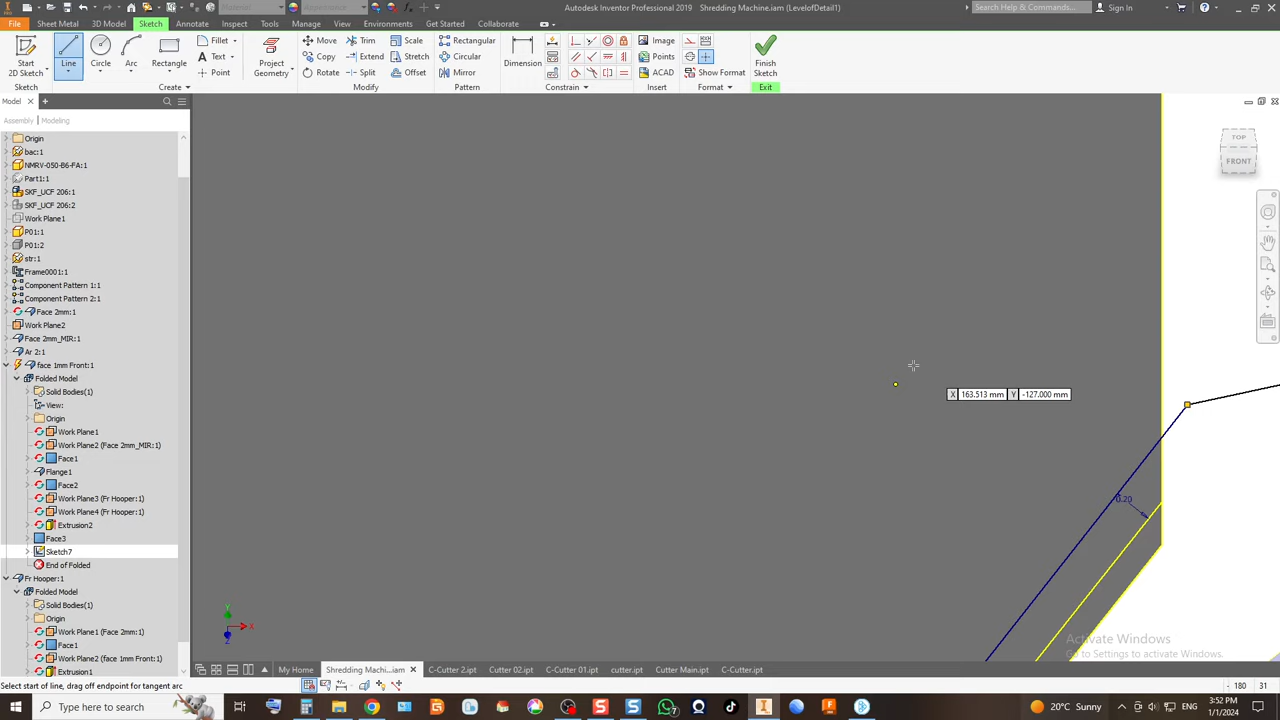 Autodesk Inventor Professional 2019   Shredding Machine.iam (LevelofDetail1)
Search Help & Commands...
Sign In
File
Sheet Metal
3D Model
Sketch
Annotate
Inspect
Tools
Manage
View
Environments
Get Started
Collaborate
Start
2D Sketch
Line
Circle
Arc
Rectangle
Fillet
Text
Point
Project
Geometry
Move
Copy
Rotate
Trim
Extend
Split
Scale
Stretch
Offset
Rectangular
Circular
Mirror
Dimension
Image
Points
ACAD
Show Format
Finish
Sketch
Sketch
Create
Modify
Pattern
Constrain
Insert
Format
Exit
Model
Assembly | Modeling
Origin
bac:1
NMRV-050-B6-FA:1
Part1:1
SKF_UCF 206:1
SKF_UCF 206:2
Work Plane1
P01:1
P01:2
str:1
Frame0001:1
Component Pattern 1:1
Component Pattern 2:1
Face 2mm:1
Work Plane2
Face 2mm_MIR:1
Ar 2:1
face 1mm Front:1
Folded Model
Solid Bodies(1)
View:
Origin
Work Plane1
Work Plane2 (Face 2mm_MIR:1)
Face1
Flange1
Face2
Work Plane3 (Fr Hooper:1)
Work Plane4 (Fr Hooper:1)
Extrusion2
Face3
Sketch7
End of Folded
Fr Hooper:1
Folded Model
Solid Bodies(1)
Origin
Work Plane1 (Face 2mm:1)
Face1
Work Plane2 (face 1mm Front:1)
Extrusion1
TOP
FRONT
X 163.513 mm Y -127.000 mm
0.20
Y
X
Z
Activate Windows
Go to Settings to activate Windows.
My Home
Shredding Machi...iam
C-Cutter 2.ipt
Cutter 02.ipt
C-Cutter 01.ipt
cutter.ipt
Cutter Main.ipt
C-Cutter.ipt
Select start of line, drag off endpoint for tangent arc
180 31
Type here to search
7
20°C Sunny
3:52 PM
1/1/2024